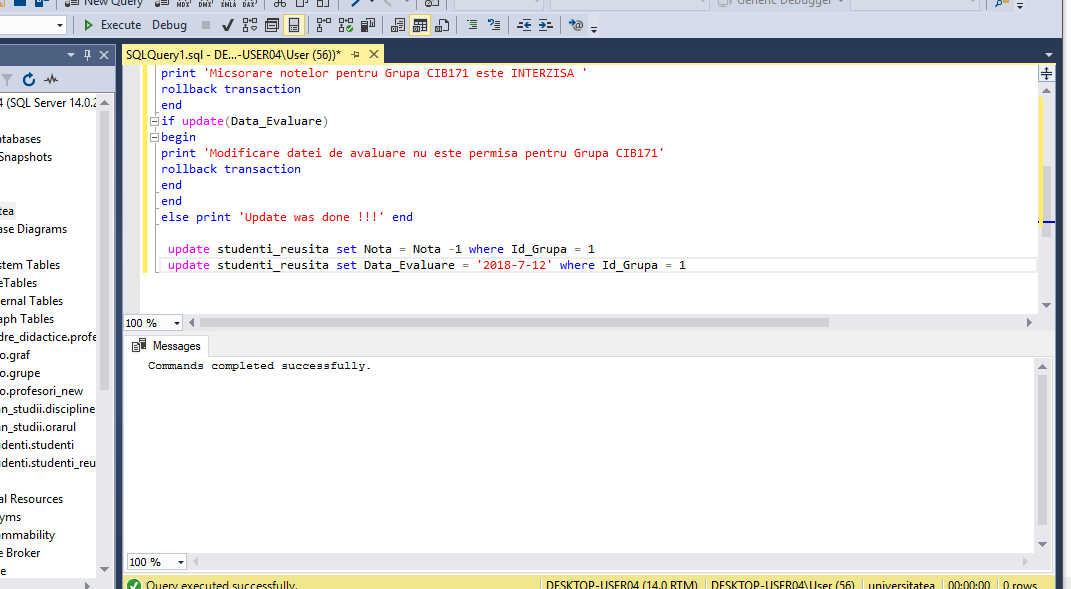 New Query
MDX DMX XMLA DAX
Generic Debugger
Execute Debug
SQLQuery1.sql - DE...-USER04\User (56))*
print 'Micsorare notelor pentru Grupa CIB171 este INTERZISA '
rollback transaction
end
if update(Data_Evaluare)
begin
print 'Modificare datei de avaluare nu este permisa pentru Grupa CIB171'
rollback transaction
end
end
else print 'Update was done !!!' end
update studenti_reusita set Nota = Nota -1 where Id_Grupa = 1
update studenti_reusita set Data_Evaluare = '2018-7-12' where Id_Grupa = 1
4 (SQL Server 14.0.2
atabases
Snapshots
tea
ase Diagrams
stem Tables
eTables
ernal Tables
aph Tables
dre_didactice.profe
o.graf
o.grupe
o.profesori_new
an_studii.discipline
an_studii.orarul
udenti.studenti
udenti.studenti_reu
al Resources
yms
ammability
e Broker
e
100 %
Messages
Commands completed successfully.
100 %
Query executed successfully.
DESKTOP-USER04 (14.0 RTM)
DESKTOP-USER04\User (56)
universitatea
00:00:00
0 rows